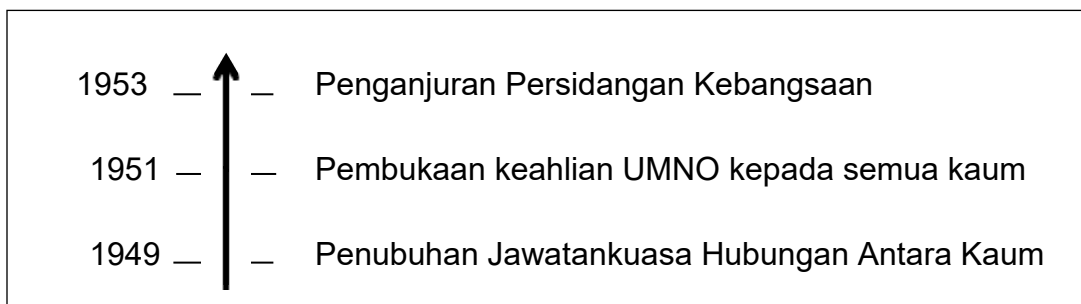 1953 Penganjuran Persidangan Kebangsaan
1951 Pembukaan keahlian UMNO kepada semua kaum
1949 Penubuhan Jawatankuasa Hubungan Antara Kaum